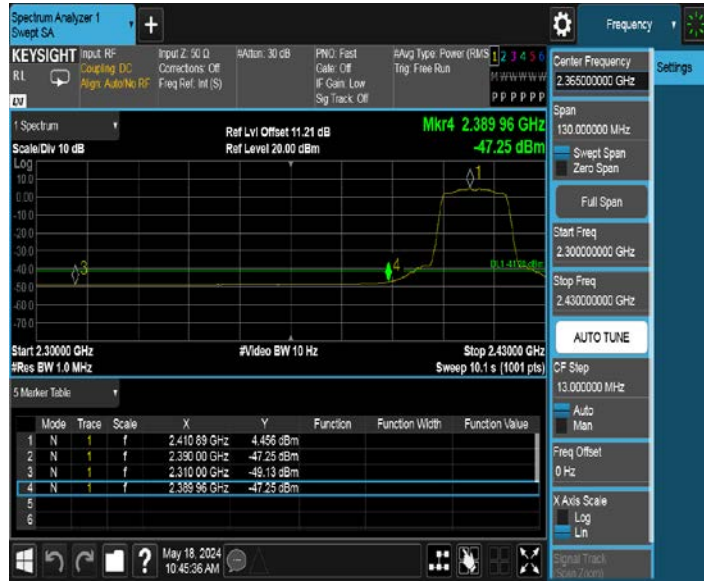 Spectrum Analyzer 1
Swept SA
+
Frequency
KEYSIGHT
RL
Input: RF
Coupling: DC
Align: Auto/No RF
Input Z: 50 Ω
Corrections: Off
Freq Ref: Int (S)
#Atten: 30 dB
PNO: Fast
Gate: Off
IF Gain: Low
Sig Track: Off
#Avg Type: Power (RMS
Trig: Free Run
1 2 3 4 5 6
M W W W W W
P P P P P P
1 Spectrum
Scale/Div 10 dB
Ref Lvl Offset 11.21 dB
Ref Level 20.00 dBm
Mkr4 2.389 96 GHz
-47.25 dBm
Log
10.0
0.00
-10.0
-20.0
-30.0
-40.0
-50.0
-60.0
-70.0
1
3
4
Start 2.30000 GHz
#Res BW 1.0 MHz
#Video BW 10 Hz
Stop 2.43000 GHz
Sweep 10.1 s (1001 pts)
5 Marker Table
Mode Trace Scale X Y Function Function Width Function Value
1 N 1 f 2.410 89 GHz 4.456 dBm
2 N 1 f 2.390 00 GHz -47.25 dBm
3 N 1 f 2.310 00 GHz -49.13 dBm
4 N 1 f 2.389 96 GHz -47.25 dBm
5
6
?
May 18, 2024
10:45:36 AM
Center Frequency
2.365000000 GHz
Settings
Span
130.000000 MHz
Swept Span
Zero Span
Full Span
Start Freq
2.300000000 GHz
Stop Freq
2.430000000 GHz
AUTO TUNE
CF Step
13.000000 MHz
Auto
Man
Freq Offset
0 Hz
X Axis Scale
Log
Lin
Signal Track
(Span Zoom)